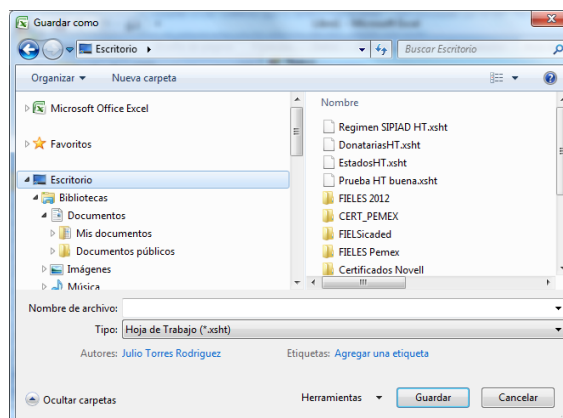 Guardar como
Escritorio
Buscar Escritorio
Organizar
Nueva carpeta
Microsoft Office Excel
Favoritos
Escritorio
Bibliotecas
Documentos
Mis documentos
Documentos públicos
Imágenes
Música
Nombre
Regimen SIPIAD HT.xsht
DonatariasHT.xsht
EstadosHT.xsht
Prueba HT buena.xsht
FIELES 2012
CERT_PEMEX
FIELSicaded
FIELES Pemex
Certificados Novell
Nombre de archivo:
Tipo: Hoja de Trabajo (*.xsht)
Autores: Julio Torres Rodriguez Etiquetas: Agregar una etiqueta
Ocultar carpetas Herramientas Guardar Cancelar